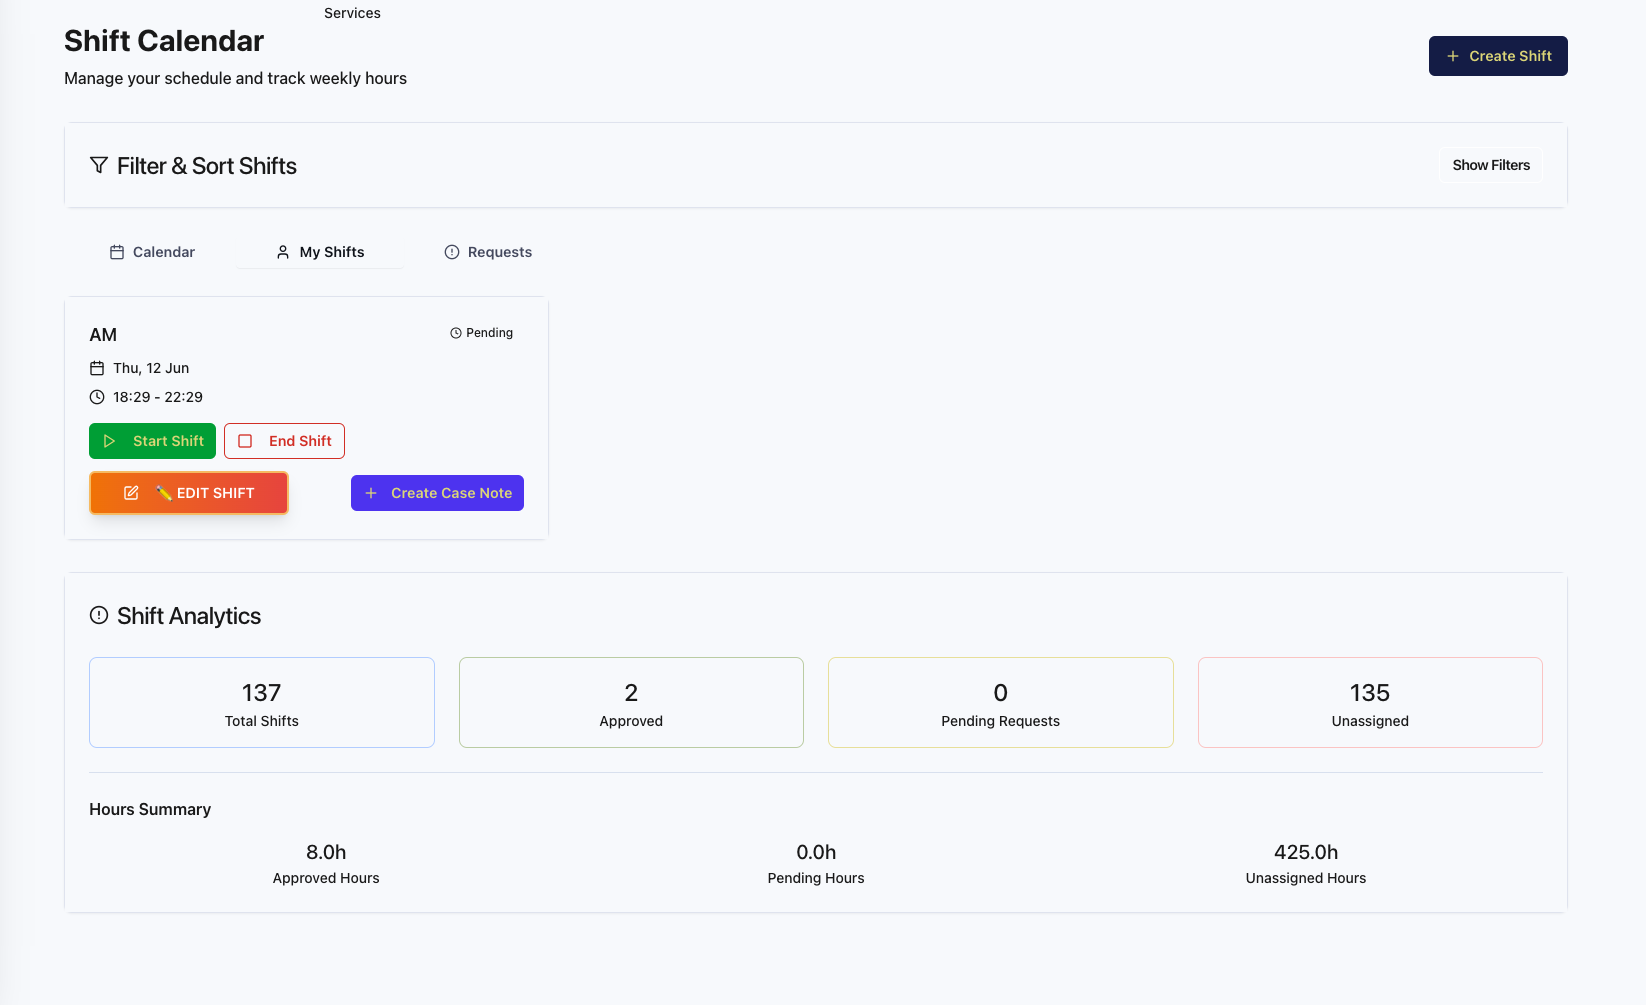 Services
Shift Calendar
Manage your schedule and track weekly hours
Create Shift
Filter & Sort Shifts
Show Filters
Calendar
My Shifts
Requests
AM
Pending
Thu, 12 Jun
18:29 - 22:29
Start Shift
End Shift
✏️ EDIT SHIFT
Create Case Note
Shift Analytics
137
Total Shifts
2
Approved
0
Pending Requests
135
Unassigned
Hours Summary
8.0h
Approved Hours
0.0h
Pending Hours
425.0h
Unassigned Hours